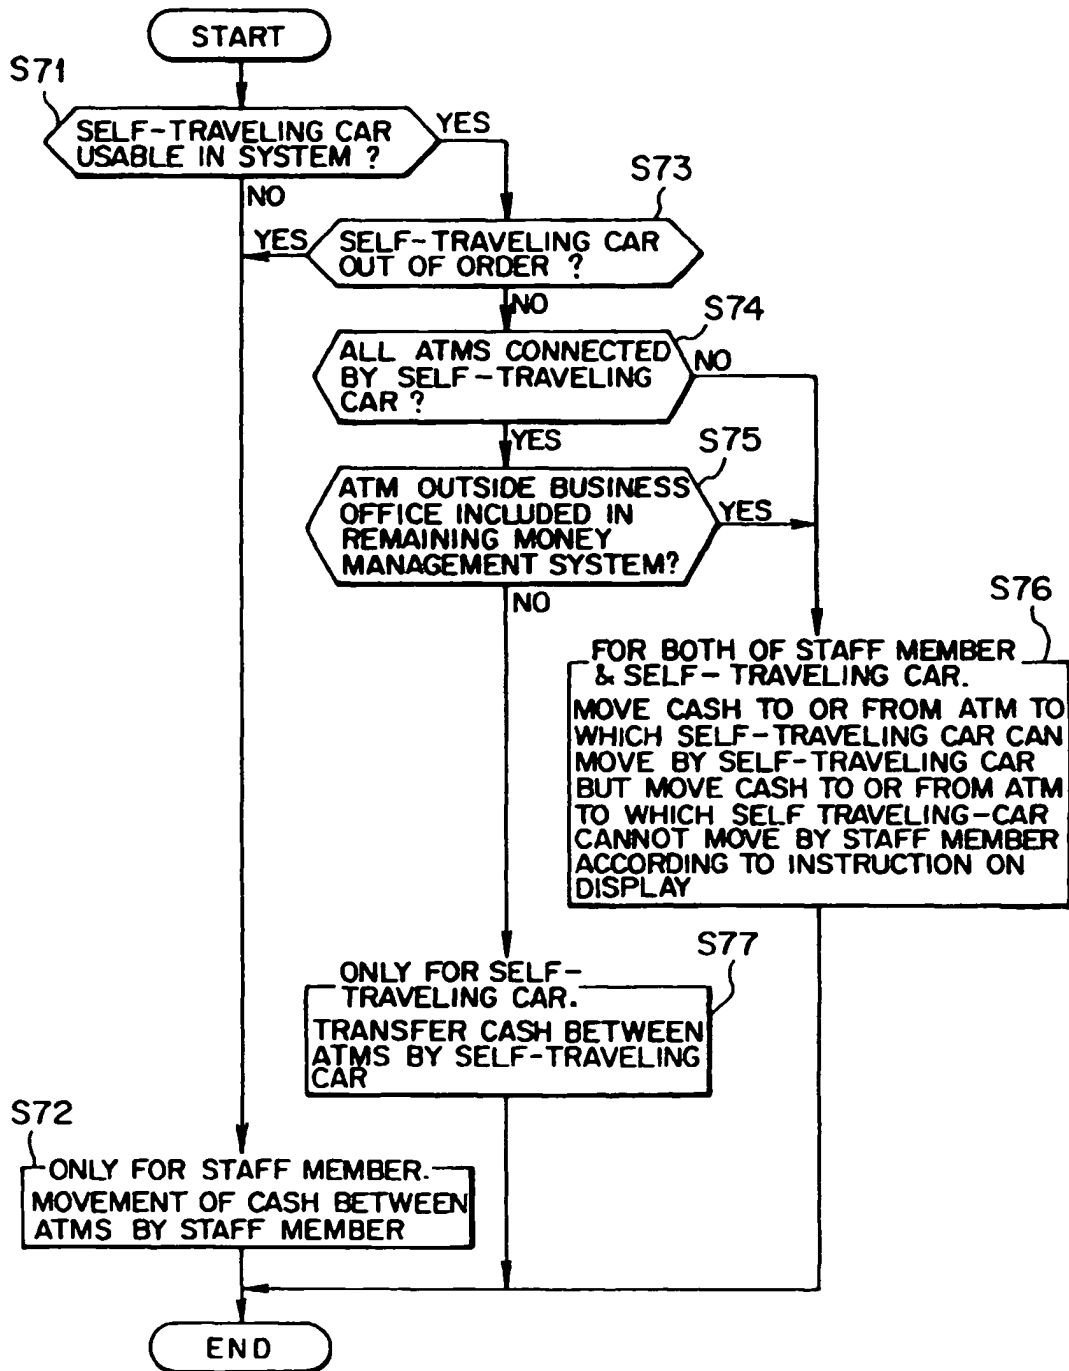 START
S71
SELF-TRAVELING CAR
USABLE IN SYSTEM ?
YES
NO
S73
YES
SELF-TRAVELING CAR
OUT OF ORDER ?
NO
S74
ALL ATMS CONNECTED
BY SELF-TRAVELING
CAR ?
NO
YES
S75
ATM OUTSIDE BUSINESS
OFFICE INCLUDED IN
REMAINING MONEY
MANAGEMENT SYSTEM?
YES
NO
S76
FOR BOTH OF STAFF MEMBER
& SELF- TRAVELING CAR.
MOVE CASH TO OR FROM ATM TO
WHICH SELF-TRAVELING CAR CAN
MOVE BY SELF-TRAVELING CAR
BUT MOVE CASH TO OR FROM ATM
TO WHICH SELF TRAVELING-CAR
CANNOT MOVE BY STAFF MEMBER
ACCORDING TO INSTRUCTION ON
DISPLAY
S77
ONLY FOR SELF-
TRAVELING CAR.
TRANSFER CASH BETWEEN
ATMS BY SELF-TRAVELING
CAR
S72
ONLY FOR STAFF MEMBER.
MOVEMENT OF CASH BETWEEN
ATMS BY STAFF MEMBER
END